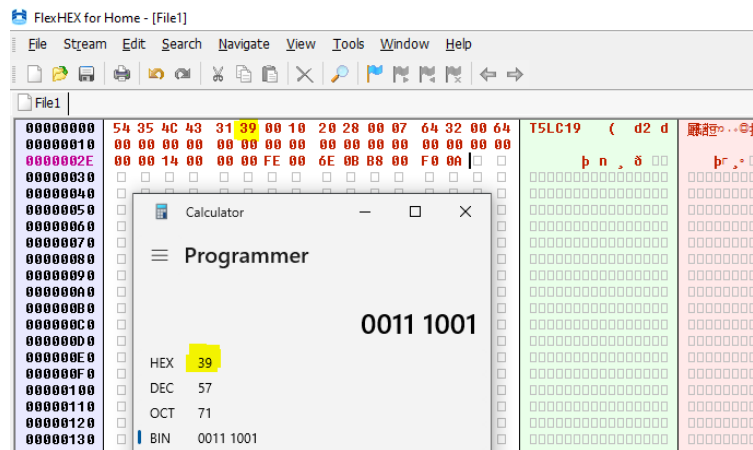 FlexHEX for Home - [File1]
File Stream Edit Search Navigate View Tools Window Help
File1
00000000 54 35 4C 43 31 39 00 10 20 28 00 07 64 32 00 64 T5LC19 ( d2 d
00000010 00 00 00 00 00 00 00 00 00 00 00 00 00 00 00 00
0000002E 00 00 14 00 00 00 FE 00 6E 0B B8 00 F0 0A þ n ¸ ð
00000030
00000040
00000050
00000060
00000070
00000080
00000090
000000A0
000000B0
000000C0
000000D0
000000E0
000000F0
00000100
00000110
00000120
00000130
Calculator
Programmer
0011 1001
HEX 39
DEC 57
OCT 71
BIN 0011 1001